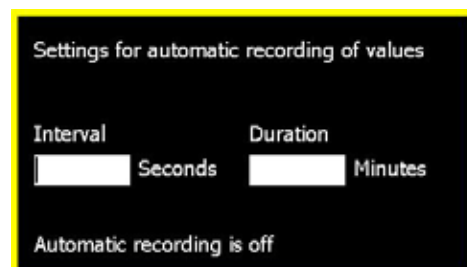 Settings for automatic recording of values
Interval Duration
Seconds Minutes
Automatic recording is off